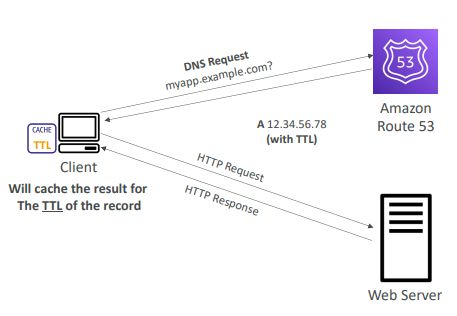 DNS Request
myapp.example.com?
53
Amazon
Route 53
A 12.34.56.78
(with TTL)
CACHE
TTL
Client
Will cache the result for
The TTL of the record
HTTP Request
HTTP Response
Web Server